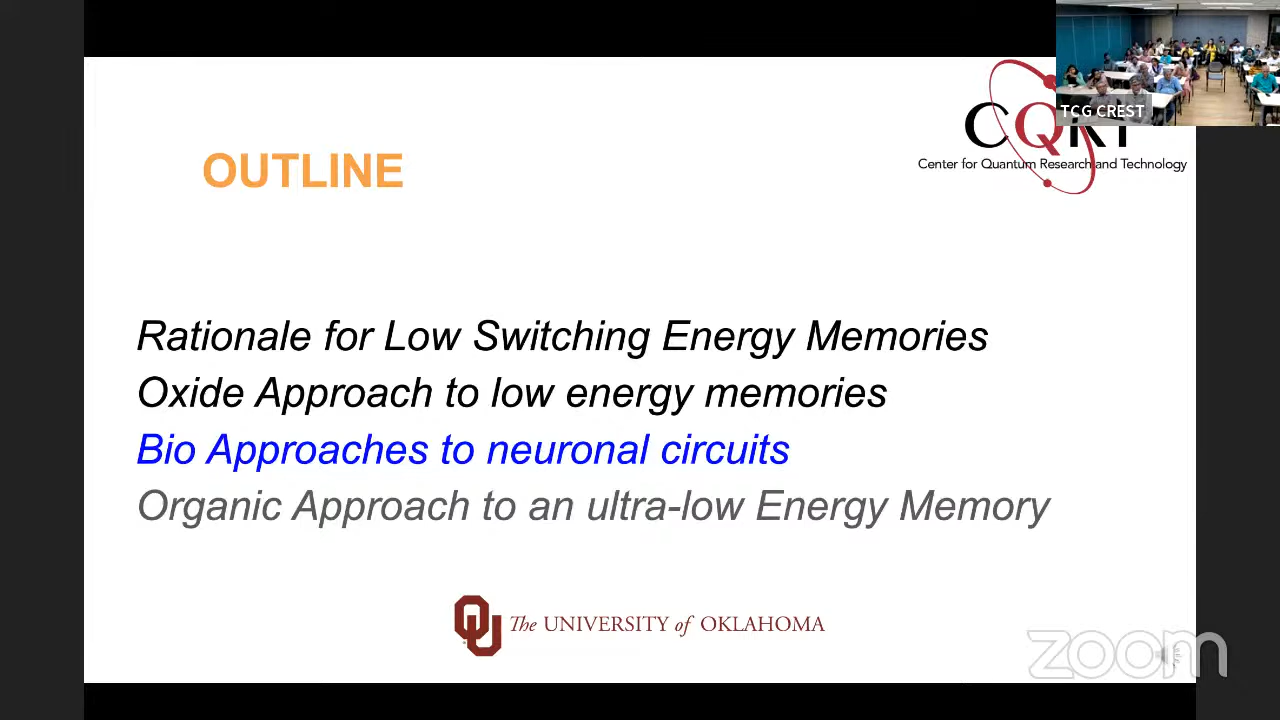 TCG CREST
CQRT
Center for Quantum Research and Technology
OUTLINE
Rationale for Low Switching Energy Memories
Oxide Approach to low energy memories
Bio Approaches to neuronal circuits
Organic Approach to an ultra-low Energy Memory
OU The UNIVERSITY of OKLAHOMA
zoom